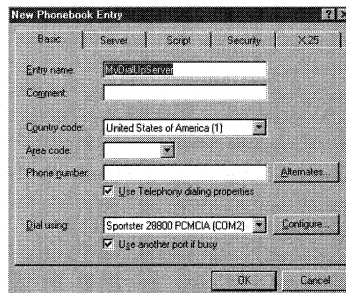 New Phonebook Entry
Basic Server Script Security X.25
Entry name: MyDialUpServer
Comment:
Country code: United States of America (1)
Area code:
Phone number: Alternates...
Use Telephony dialing properties
Dial using: Sportster 28800 PCMCIA (COM2) Configure...
Use another port if busy
OK Cancel